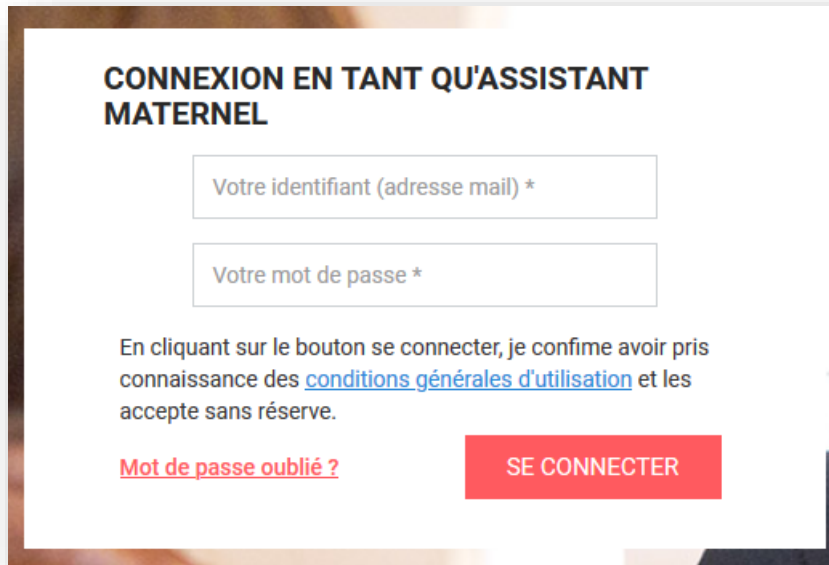 CONNEXION EN TANT QU'ASSISTANT
MATERNEL
Votre identifiant (adresse mail) *
Votre mot de passe *
En cliquant sur le bouton se connecter, je confime avoir pris
connaissance des conditions générales d'utilisation et les
accepte sans réserve.
Mot de passe oublié ?
SE CONNECTER